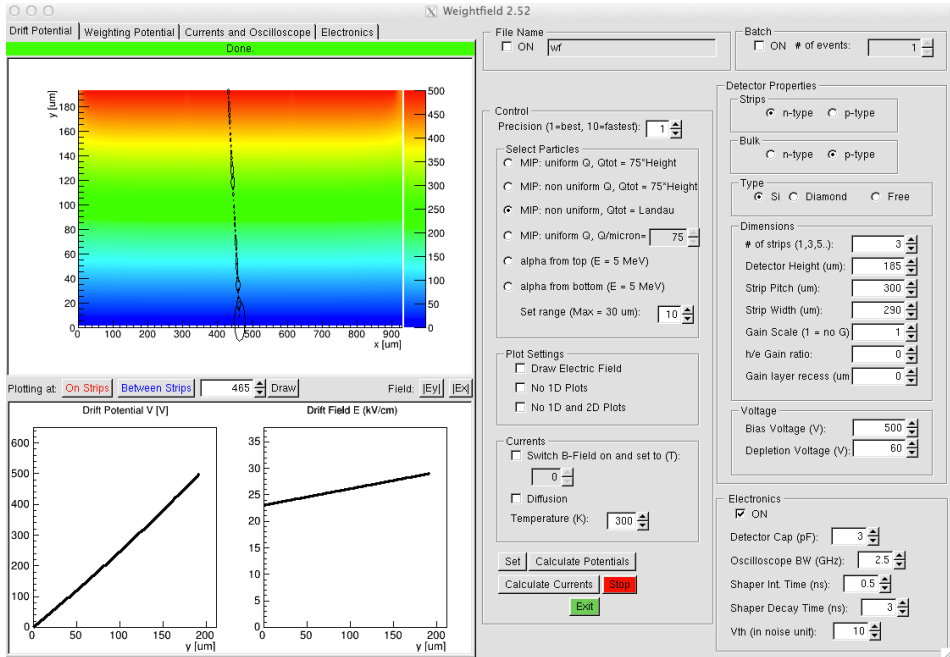 Weightfield 2.52
Drift Potential Weighting Potential Currents and Oscilloscope Electronics
Done.
y [um]
180
160
140
120
100
80
60
40
20
0
0 100 200 300 400 500 600 700 800 900
x [um]
500
450
400
350
300
250
200
150
100
50
0
Plotting at: On Strips Between Strips 465 Draw Field: |Ey| |Ex|
Drift Potential V [V]
600
500
400
300
200
100
0
0 50 100 150 200
y [um]
Drift Field E (kV/cm)
35
30
25
20
15
10
5
0
0 50 100 150 200
y [um]
File Name
ON wf
Batch
ON # of events: 1
Control
Precision (1=best, 10=fastest): 1
Select Particles
MIP: uniform Q, Qtot = 75*Height
MIP: non uniform Q, Qtot = 75*Height
MIP: non uniform, Qtot = Landau
MIP: uniform Q, Q/micron= 75
alpha from top (E = 5 MeV)
alpha from bottom (E = 5 MeV)
Set range (Max = 30 um): 10
Plot Settings
Draw Electric Field
No 1D Plots
No 1D and 2D Plots
Currents
Switch B-Field on and set to (T):
0
Diffusion
Temperature (K): 300
Set Calculate Potentials
Calculate Currents Stop
Exit
Detector Properties
Strips
n-type p-type
Bulk
n-type p-type
Type
Si Diamond Free
Dimensions
# of strips (1,3,5..): 3
Detector Height (um): 185
Strip Pitch (um): 300
Strip Width (um): 290
Gain Scale (1 = no G) 1
h/e Gain ratio: 0
Gain layer recess (um 0
Voltage
Bias Voltage (V): 500
Depletion Voltage (V): 60
Electronics
ON
Detector Cap (pF): 3
Oscilloscope BW (GHz): 2.5
Shaper Int. Time (ns): 0.5
Shaper Decay Time (ns): 3
Vth (in noise unit): 10